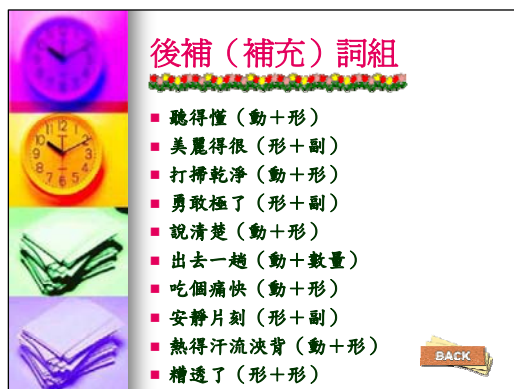 後補（補充）詞組
聽得懂（動＋形）
美麗得很（形＋副）
打掃乾淨（動＋形）
勇敢極了（形＋副）
說清楚（動＋形）
出去一趟（動＋數量）
吃個痛快（動＋形）
安靜片刻（形＋副）
熱得汗流浹背（動＋形）
糟透了（形＋形）
BACK